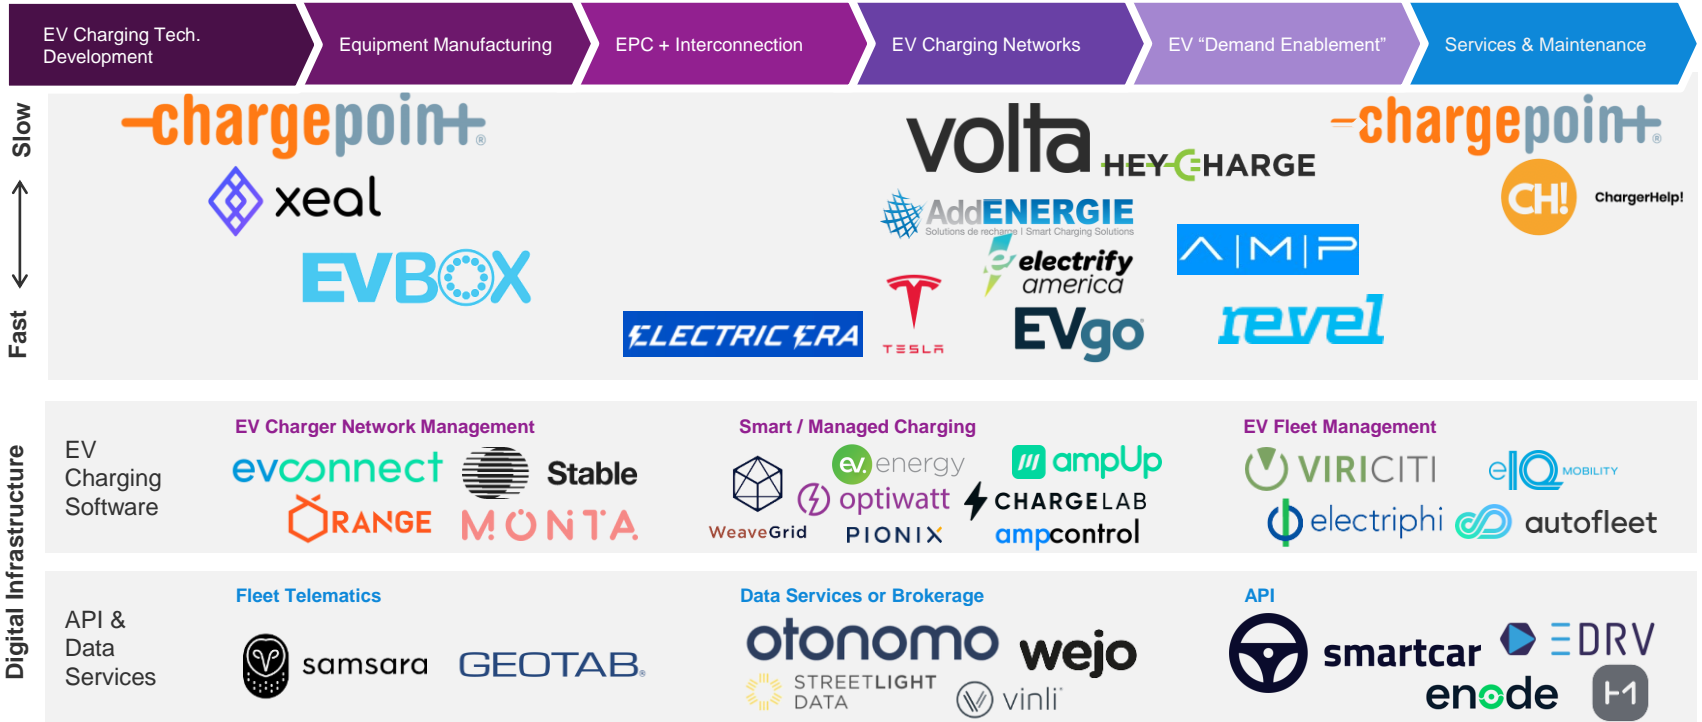 EV Charging Tech.
Development
Equipment Manufacturing
EPC + Interconnection
EV Charging Networks
EV “Demand Enablement”
Services & Maintenance
Slow
Fast
-chargepoint®
xeal
EVBOX
ELECTRIC ERA
volta
HEYCHARGE
AddENERGIE
Solutions de recharge | Smart Charging Solutions
electrify
america
TESLA
EVgo
AMP
revel
-chargepoint®
CH!
ChargerHelp!
Digital Infrastructure
EV
Charging
Software
EV Charger Network Management
evconnect
Stable
ORANGE
MONTA
Smart / Managed Charging
ev.energy
ampUp
optiwatt
CHARGELAB
WeaveGrid
PIONIX
ampcontrol
EV Fleet Management
VIRICITI
eIQ MOBILITY
electriphi
autofleet
API &
Data
Services
Fleet Telematics
samsara
GEOTAB®
Data Services or Brokerage
otonomo
wejo
STREETLIGHT
DATA
vinli
API
smartcar
EDRV
enode